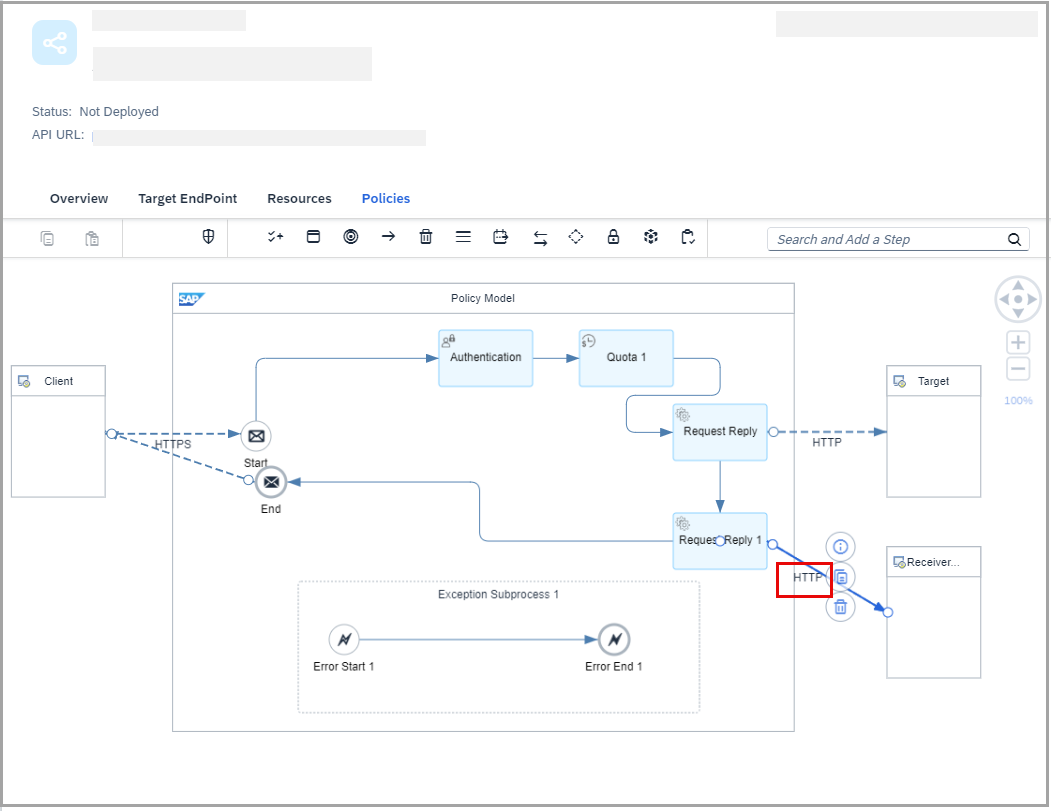 Status: Not Deployed
API URL:
Overview Target EndPoint Resources Policies
Search and Add a Step
SAP Policy Model
Authentication
Quota 1
Client
Target
100%
Request Reply
HTTPS
HTTP
Start
End
Request Reply 1
Receiver...
HTTP
Exception Subprocess 1
Error Start 1
Error End 1